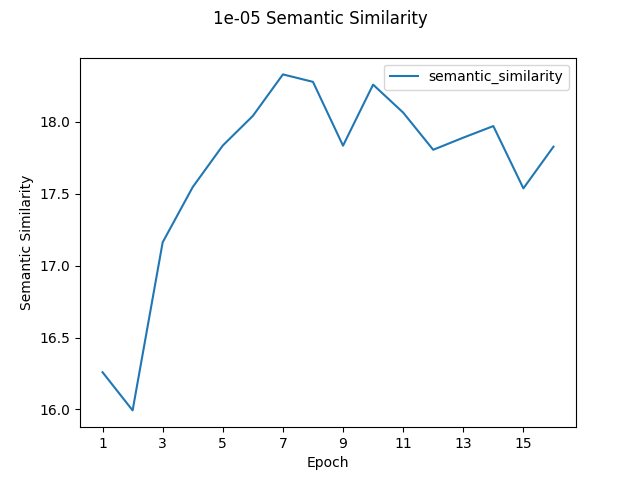 1e-05 Semantic Similarity
semantic_similarity
Semantic Similarity
18.0
17.5
17.0
16.5
16.0
1 3 5 7 9 11 13 15
Epoch